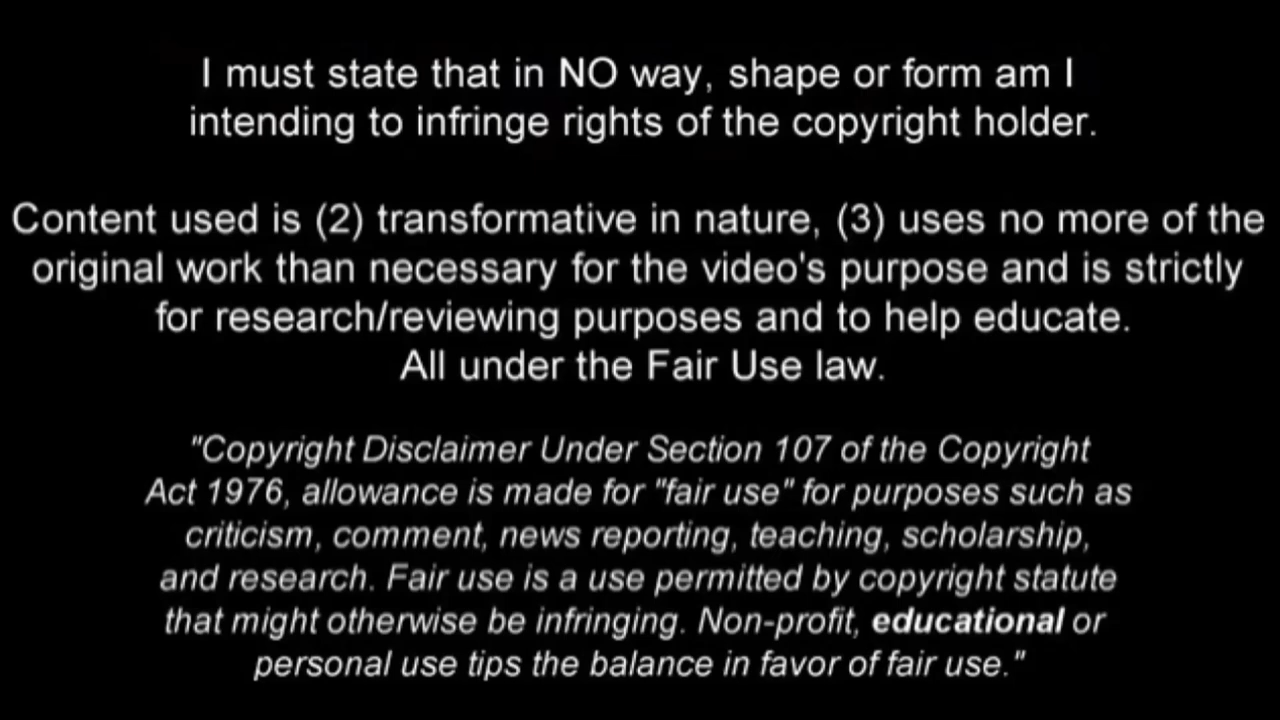 I must state that in NO way, shape or form am I
intending to infringe rights of the copyright holder.
Content used is (2) transformative in nature, (3) uses no more of the
original work than necessary for the video's purpose and is strictly
for research/reviewing purposes and to help educate.
All under the Fair Use law.
"Copyright Disclaimer Under Section 107 of the Copyright
Act 1976, allowance is made for "fair use" for purposes such as
criticism, comment, news reporting, teaching, scholarship,
and research. Fair use is a use permitted by copyright statute
that might otherwise be infringing. Non-profit, educational or
personal use tips the balance in favor of fair use."